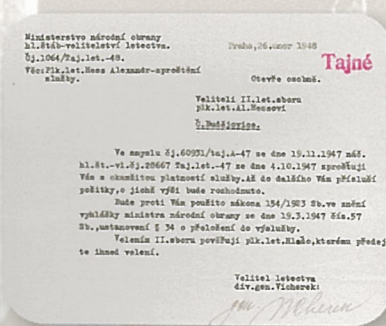 Ministerstvo národní obrany
hl.štáb-velitelství letectva.
Praha,26.únor 1948
Čj.1064/Taj.let.-48.
Tajné
Věc:Plk.let.Hess Alexandr-zproštění
služby.
Otevře osobně.
Veliteli II.let.sboru
plk.let.Al.Hessovi
Č.Budějovice.
Ve smyslu čj.60931/taj.A-47 ze dne 19.11.1947 náč.
hl.št.-vl.čj.28667 Taj.let.-47 ze dne 4.10.1947 zprošťuji
Vás s okamžitou platností služby.Až do dalšího Vám přísluší
požitky,o jichž výši bude rozhodnuto.
Bude proti Vám použito zákona 154/1923 Sb.ve znění
vyhlášky ministra národní obrany ze dne 19.3.1947 čís.57
Sb.,ustanovení § 34 o přeložení do výslužby.
Velením II.sboru pověřuji plk.let. kterému předej
te ihned velení.
Velitel letectva
div.gen.Vicherek:
gen. Vicherek